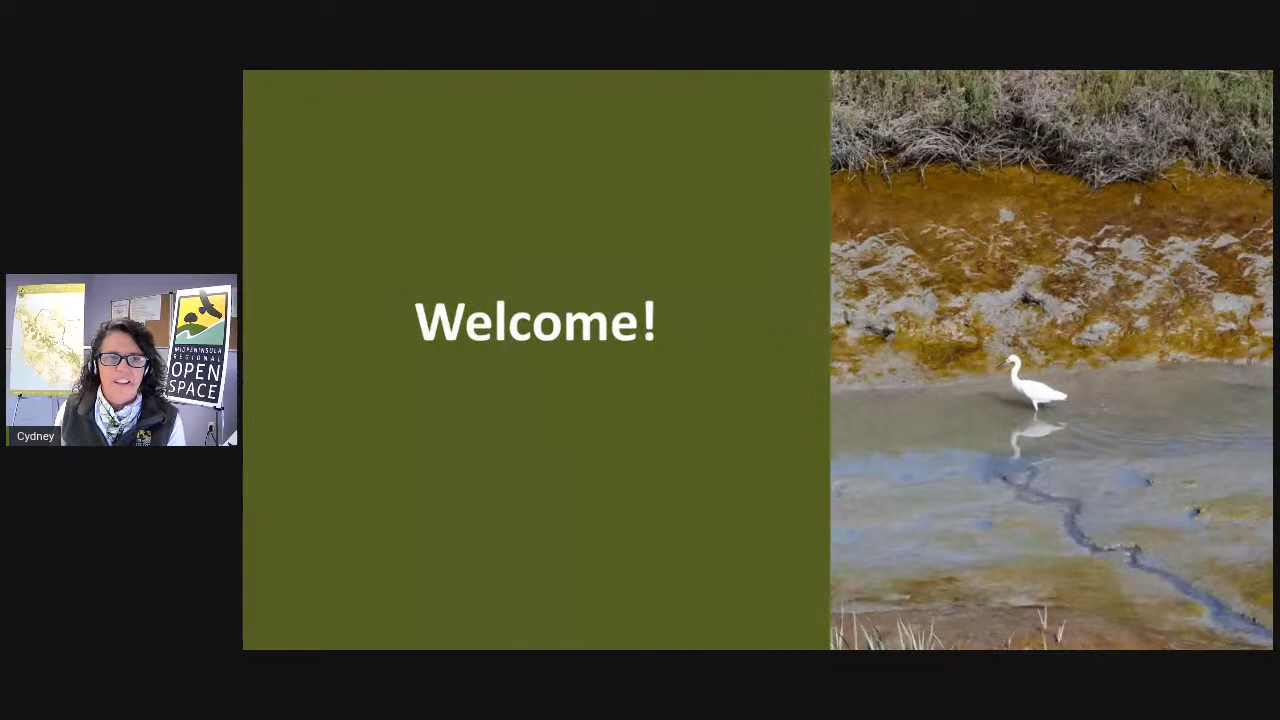 Welcome!
MIDPENINSULA
REGIONAL
OPEN
SPACE
Cydney